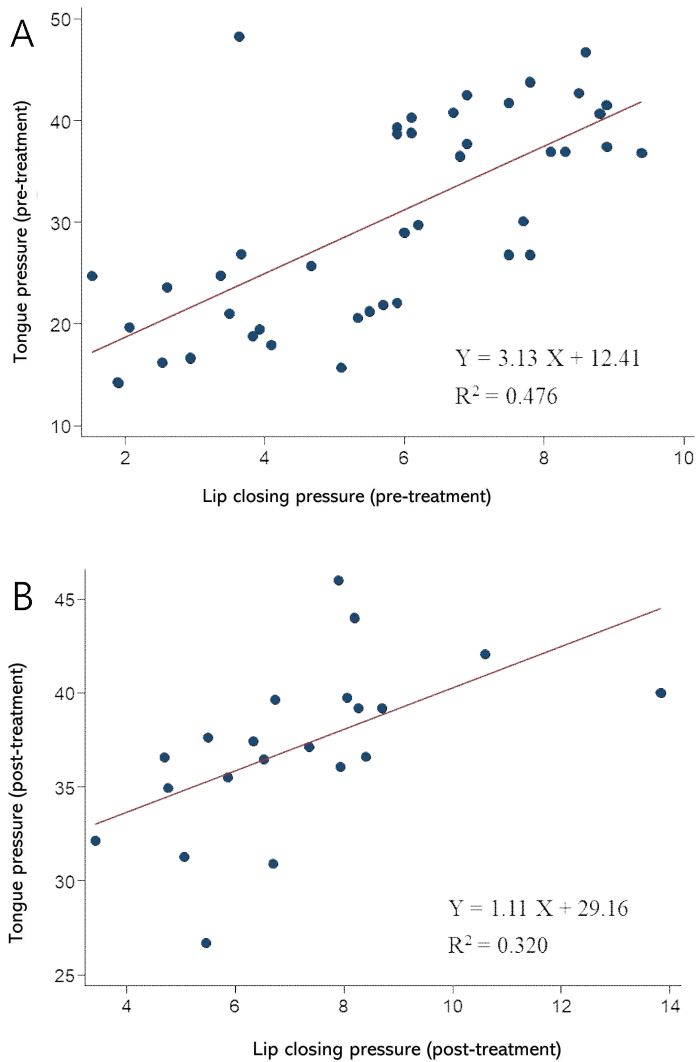 A
Tongue pressure (pre-treatment)
50
40
30
20
10
Y = 3.13 X + 12.41
R² = 0.476
2 4 6 8 10
Lip closing pressure (pre-treatment)
B
Tongue pressure (post-treatment)
45
40
35
30
25
Y = 1.11 X + 29.16
R² = 0.320
4 6 8 10 12 14
Lip closing pressure (post-treatment)